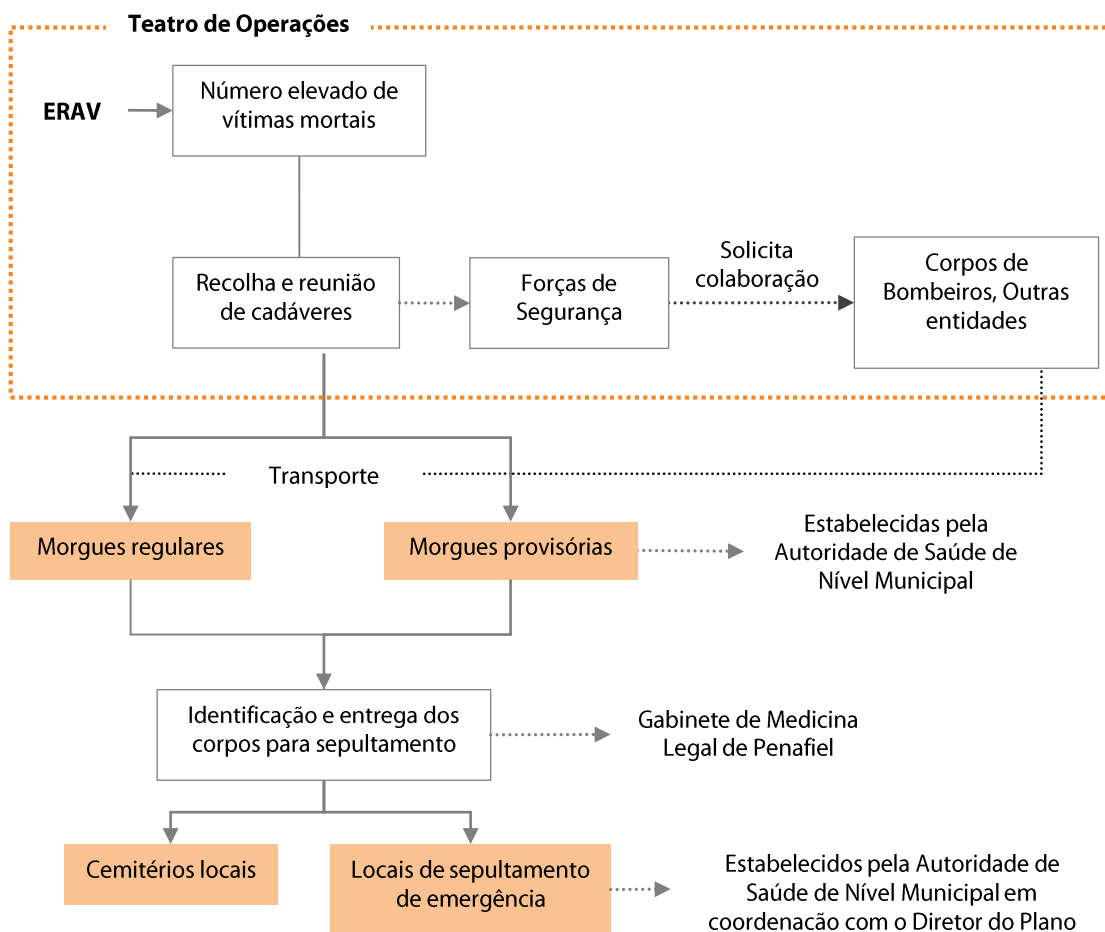 Teatro de Operações
ERAV
Número elevado de
vítimas mortais
Recolha e reunião
de cadáveres
Forças de
Segurança
Solicita
colaboração
Corpos de
Bombeiros, Outras
entidades
Transporte
Morgues regulares
Morgues provisórias
Estabelecidas pela
Autoridade de Saúde de
Nível Municipal
Identificação e entrega dos
corpos para sepultamento
Gabinete de Medicina
Legal de Penafiel
Cemitérios locais
Locais de sepultamento
de emergência
Estabelecidos pela Autoridade de
Saúde de Nível Municipal em
coordenação com o Diretor do Plano